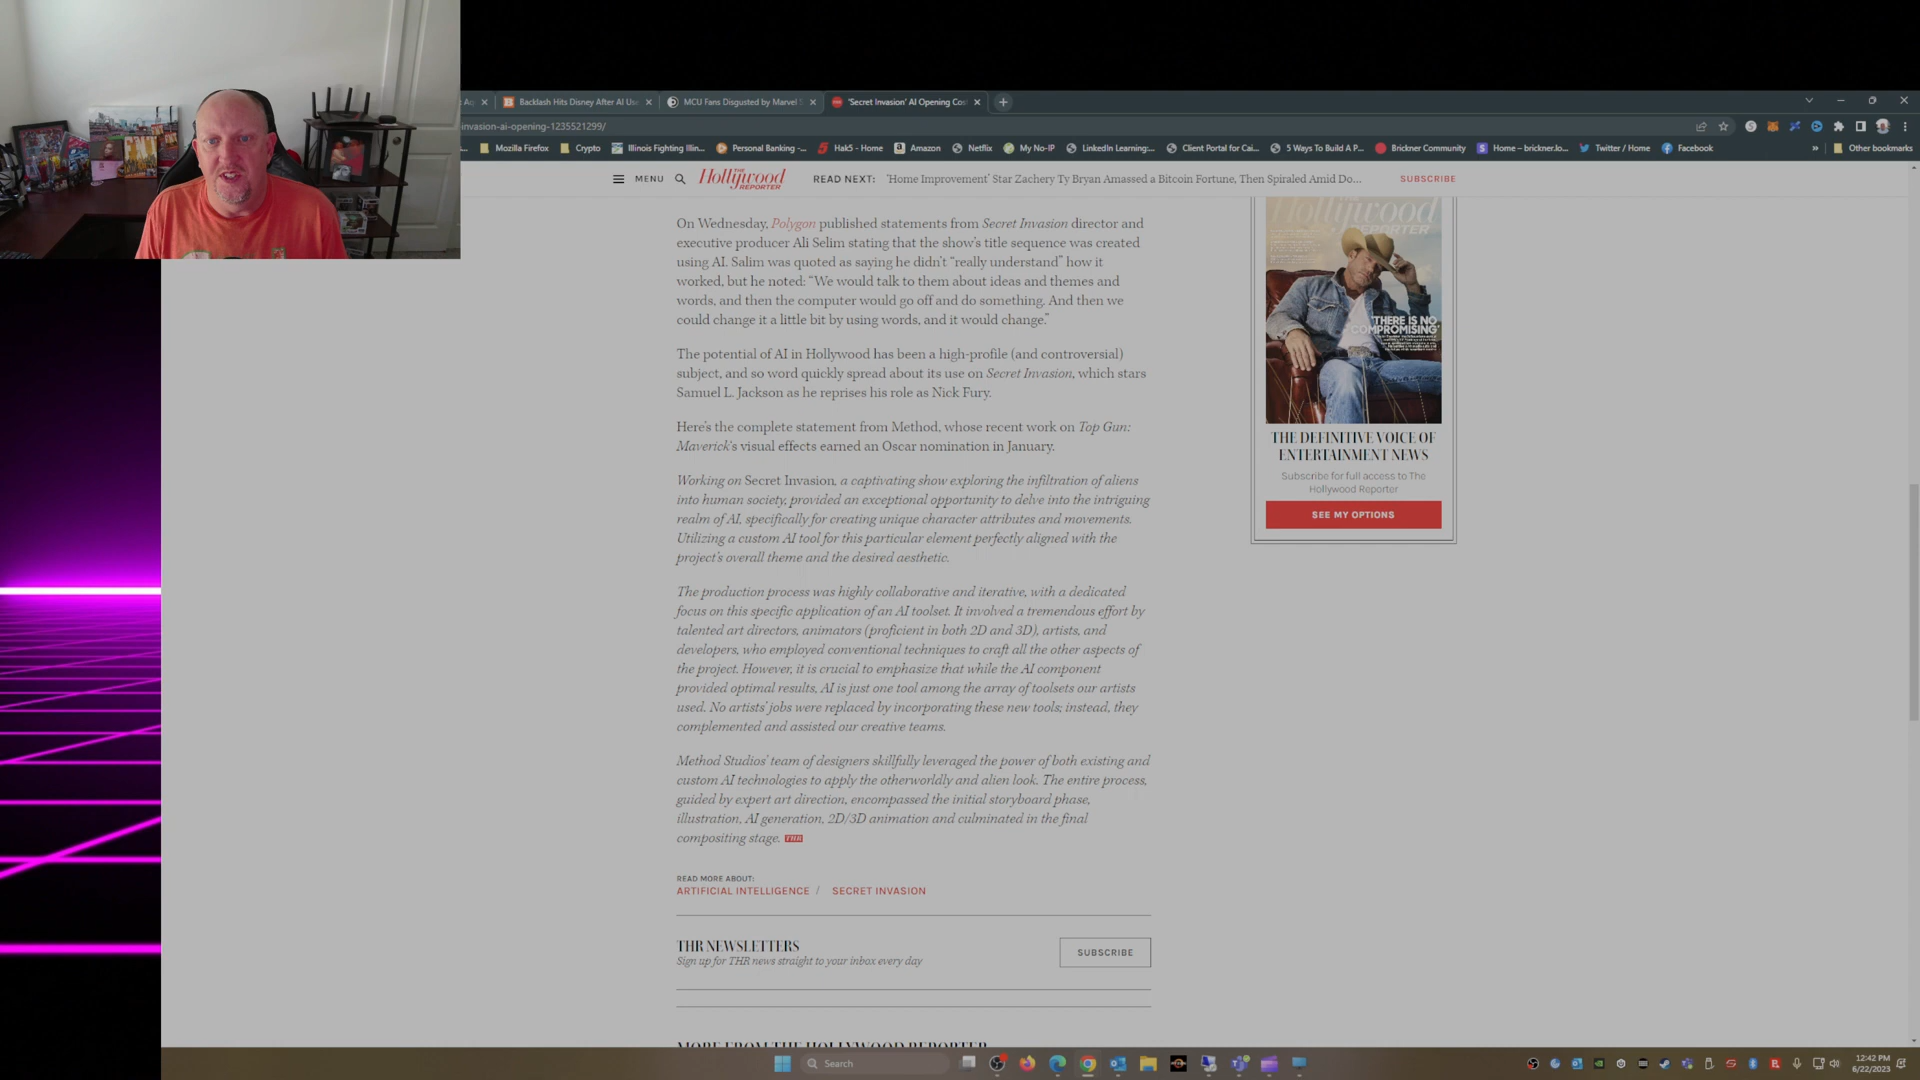 Backlash Hits Disney After AI Us
MCU Fans Disgusted by Marvel S
'Secret Invasion' AI Opening Cos
invasion-ai-opening-1235521299/
Mozilla Firefox
Crypto
Illinois Fighting Illin...
Personal Banking -...
Hak5 - Home
Amazon
Netflix
My No-IP
LinkedIn Learning:...
Client Portal for Cai...
5 Ways To Build A P...
Brickner Community
Home – brickner.lo...
Twitter / Home
Facebook
»
Other bookmarks
MENU
THE Hollywood REPORTER
READ NEXT: 'Home Improvement' Star Zachery Ty Bryan Amassed a Bitcoin Fortune, Then Spiraled Amid Do...
SUBSCRIBE
On Wednesday, Polygon published statements from Secret Invasion director and
executive producer Ali Selim stating that the show's title sequence was created
using AI. Salim was quoted as saying he didn't "really understand" how it
worked, but he noted: "We would talk to them about ideas and themes and
words, and then the computer would go off and do something. And then we
could change it a little bit by using words, and it would change."
The potential of AI in Hollywood has been a high-profile (and controversial)
subject, and so word quickly spread about its use on Secret Invasion, which stars
Samuel L. Jackson as he reprises his role as Nick Fury.
Here's the complete statement from Method, whose recent work on Top Gun:
Maverick's visual effects earned an Oscar nomination in January.
Working on Secret Invasion, a captivating show exploring the infiltration of aliens
into human society, provided an exceptional opportunity to delve into the intriguing
realm of AI, specifically for creating unique character attributes and movements.
Utilizing a custom AI tool for this particular element perfectly aligned with the
project's overall theme and the desired aesthetic.
The production process was highly collaborative and iterative, with a dedicated
focus on this specific application of an AI toolset. It involved a tremendous effort by
talented art directors, animators (proficient in both 2D and 3D), artists, and
developers, who employed conventional techniques to craft all the other aspects of
the project. However, it is crucial to emphasize that while the AI component
provided optimal results, AI is just one tool among the array of toolsets our artists
used. No artists' jobs were replaced by incorporating these new tools; instead, they
complemented and assisted our creative teams.
Method Studios' team of designers skillfully leveraged the power of both existing and
custom AI technologies to apply the otherworldly and alien look. The entire process,
guided by expert art direction, encompassed the initial storyboard phase,
illustration, AI generation, 2D/3D animation and culminated in the final
compositing stage. THR
READ MORE ABOUT:
ARTIFICIAL INTELLIGENCE / SECRET INVASION
THR NEWSLETTERS
Sign up for THR news straight to your inbox every day
SUBSCRIBE
MORE FROM THE HOLLYWOOD REPORTER
Hollywood
REPORTER
'THERE IS NO
COMPROMISING'
THE DEFINITIVE VOICE OF
ENTERTAINMENT NEWS
Subscribe for full access to The
Hollywood Reporter
SEE MY OPTIONS
Search
12:42 PM
6/22/2023